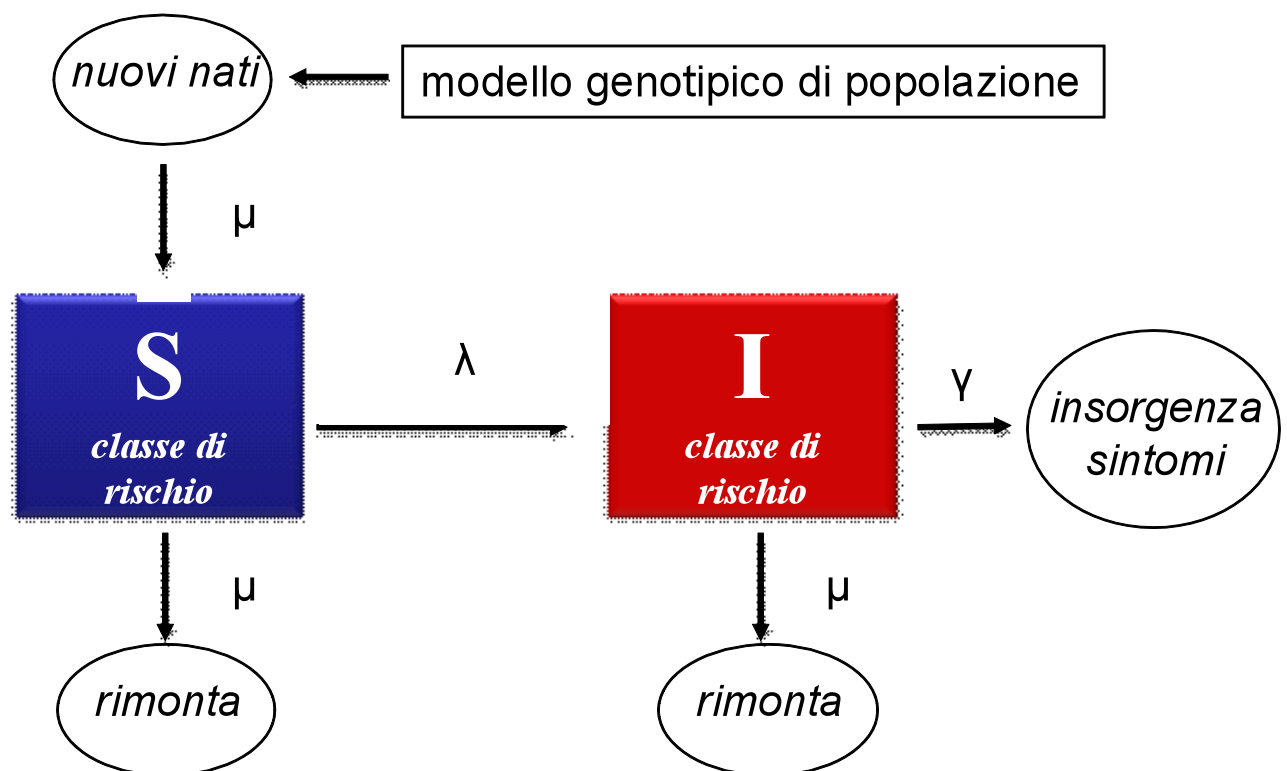 nuovi nati
modello genotipico di popolazione
μ
S
classe di
rischio
λ
I
classe di
rischio
γ
insorgenza
sintomi
μ
μ
rimonta
rimonta